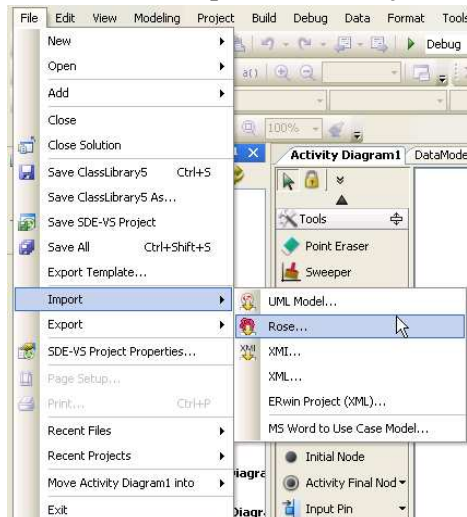 File Edit View Modeling Project Build Debug Data Format Tools
New
Debug
Open
a()
Add
Close
100%
Close Solution
Activity Diagram1 DataMode
Save ClassLibrary5 Ctrl+S
Save ClassLibrary5 As...
Save SDE-VS Project
Tools
Save All Ctrl+Shift+S
Point Eraser
Export Template...
Sweeper
Import
UML Model...
Export
Rose...
SDE-VS Project Properties...
XMI XMI...
Page Setup...
XML...
Print... Ctrl+P
ERwin Project (XML)...
Recent Files
MS Word to Use Case Model...
Recent Projects
Initial Node
Move Activity Diagram1 into
iagra
Activity Final Nod
Exit
Diagr
Input Pin